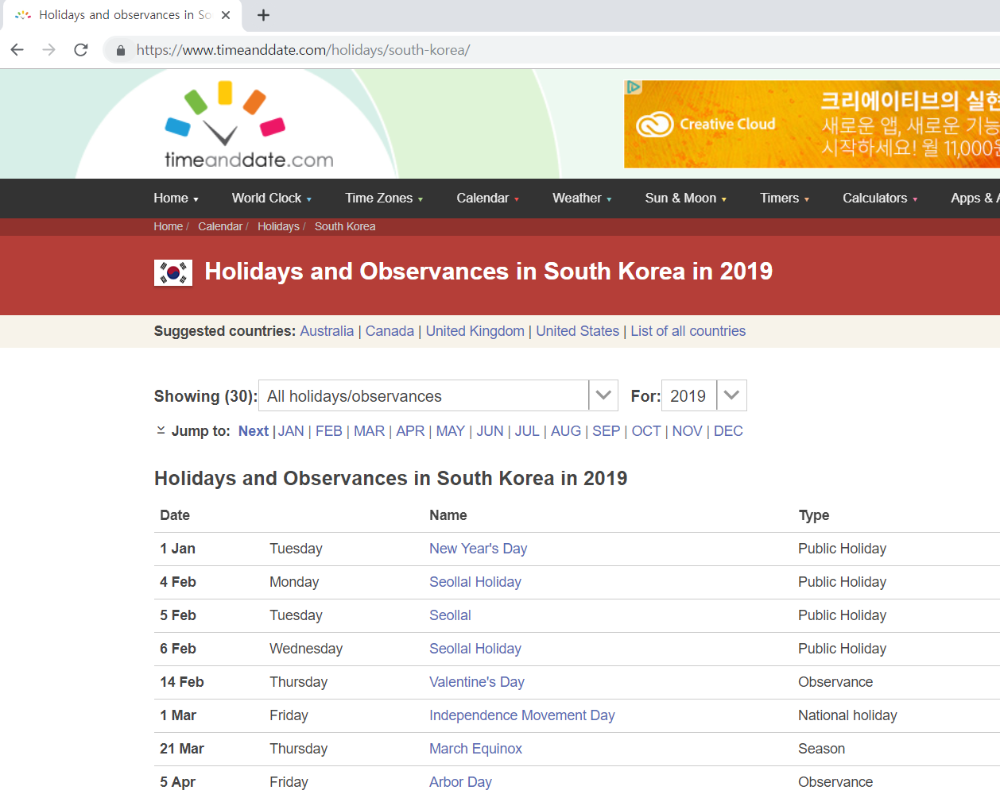 Holidays and observances in So
https://www.timeanddate.com/holidays/south-korea/
timeanddate.com
Creative Cloud
크리에이티브의 실현
새로운 앱, 새로운 기능
시작하세요! 월 11,000원
Home World Clock Time Zones Calendar Weather Sun & Moon Timers Calculators Apps & A
Home / Calendar / Holidays / South Korea
Holidays and Observances in South Korea in 2019
Suggested countries: Australia | Canada | United Kingdom | United States | List of all countries
Showing (30): All holidays/observances For: 2019
Jump to: Next | JAN | FEB | MAR | APR | MAY | JUN | JUL | AUG | SEP | OCT | NOV | DEC
Holidays and Observances in South Korea in 2019
Date Name Type
1 Jan Tuesday New Year's Day Public Holiday
4 Feb Monday Seollal Holiday Public Holiday
5 Feb Tuesday Seollal Public Holiday
6 Feb Wednesday Seollal Holiday Public Holiday
14 Feb Thursday Valentine's Day Observance
1 Mar Friday Independence Movement Day National holiday
21 Mar Thursday March Equinox Season
5 Apr Friday Arbor Day Observance